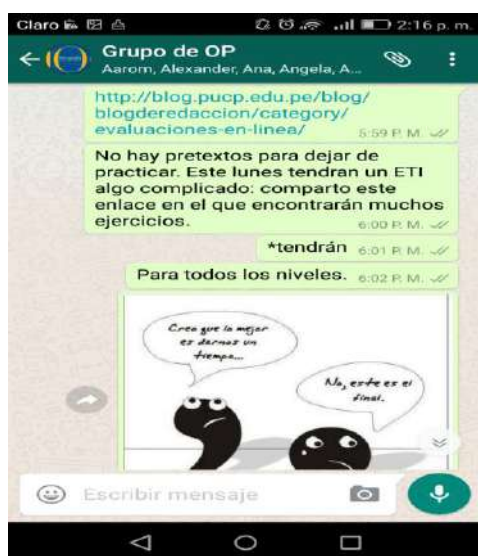 Claro 2:16 p. m.
Grupo de OP
Aarom, Alexander, Ana, Angela, A...
http://blog.pucp.edu.pe/blog/
blogderedaccion/category/
evaluaciones-en-linea/ 5:59 P. M.
No hay pretextos para dejar de
practicar. Este lunes tendran un ETI
algo complicado: comparto este
enlace en el que encontrarán muchos
ejercicios. 6:00 P. M.
*tendrán 6:01 P. M.
Para todos los niveles. 6:02 P. M.
Creo que lo mejor
es darnos un
tiempo...
No, este es el
final.
Escribir mensaje